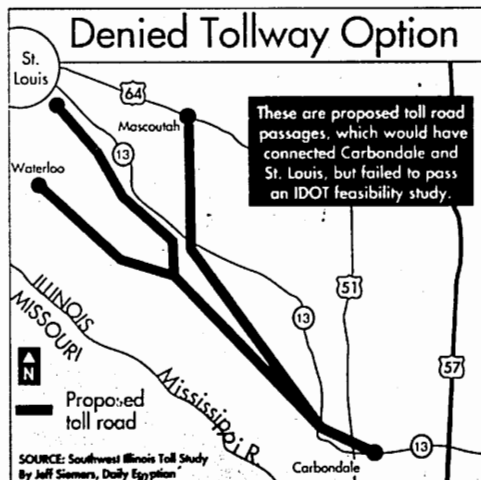 Denied Tollway Option
St.
Louis
64
Mascoutah
These are proposed toll road
passages, which would have
connected Carbondale and
St. Louis, but failed to pass
an IDOT feasibility study.
13
Waterloo
ILLINOIS
MISSOURI
51
13
57
N
Mississippi R.
Proposed
toll road
13
Carbondale
SOURCE: Southwest Illinois Toll Study
By Jeff Siemers, Daily Egyptian